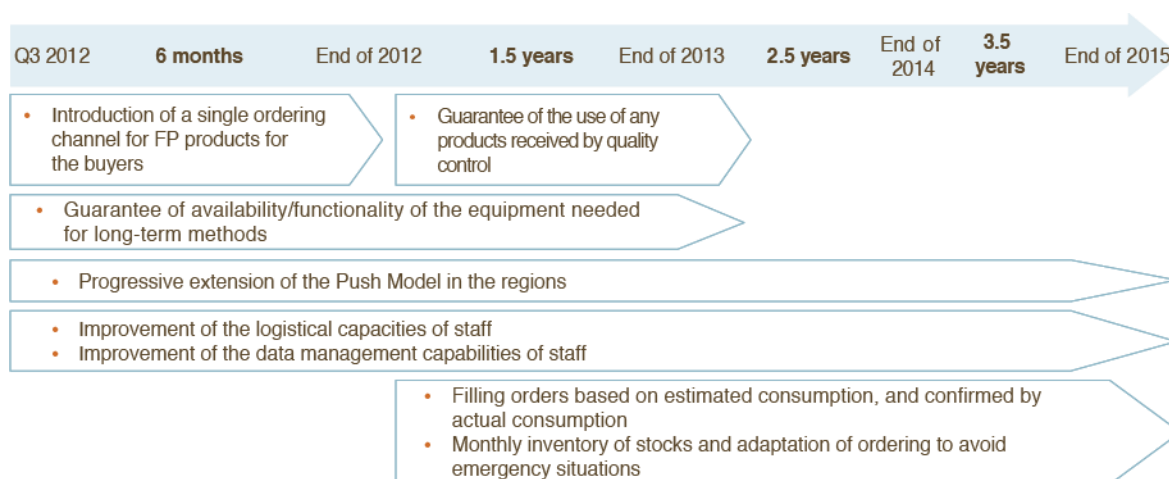 Q3 2012 6 months End of 2012 1.5 years End of 2013 2.5 years End of 2014 3.5 years End of 2015
• Introduction of a single ordering
channel for FP products for
the buyers
• Guarantee of the use of any
products received by quality
control
• Guarantee of availability/functionality of the equipment needed
for long-term methods
• Progressive extension of the Push Model in the regions
• Improvement of the logistical capacities of staff
• Improvement of the data management capabilities of staff
• Filling orders based on estimated consumption, and confirmed by
actual consumption
• Monthly inventory of stocks and adaptation of ordering to avoid
emergency situations